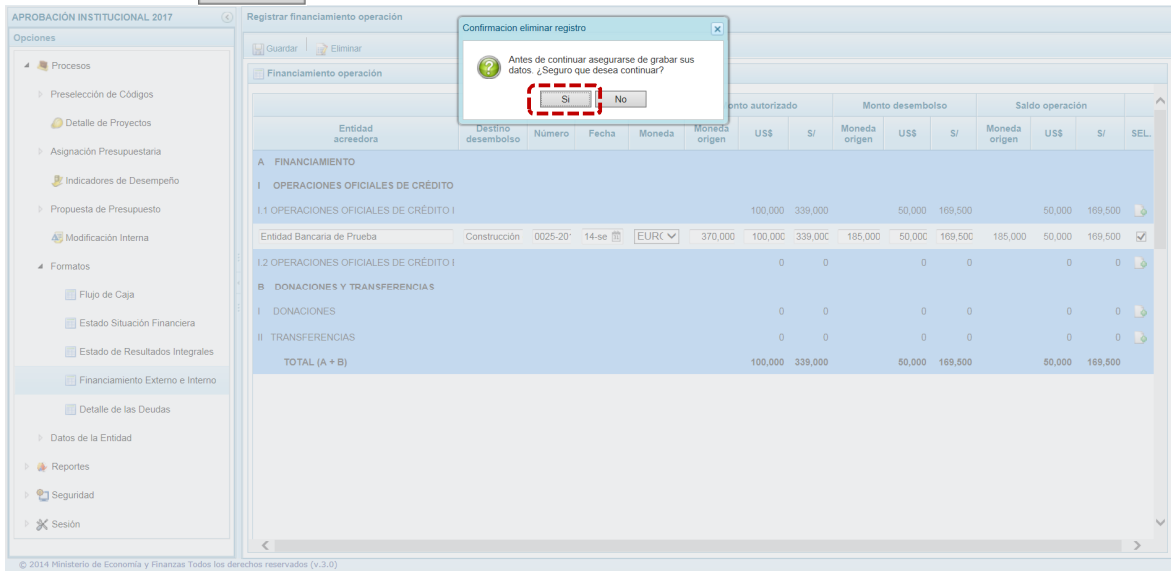 APROBACIÓN INSTITUCIONAL 2017
Opciones
Procesos
Preselección de Códigos
Detalle de Proyectos
Asignación Presupuestaria
Indicadores de Desempeño
Propuesta de Presupuesto
Modificación Interna
Formatos
Flujo de Caja
Estado Situación Financiera
Estado de Resultados Integrales
Financiamiento Externo e Interno
Detalle de las Deudas
Datos de la Entidad
Reportes
Seguridad
Sesión
Registrar financiamiento operación
Guardar Eliminar
Financiamiento operación
Confirmacion eliminar registro
Antes de continuar asegurarse de grabar sus
datos. ¿Seguro que desea continuar?
Si No
autorizado Monto desembolso Saldo operación
Entidad acreedora Destino desembolso Número Fecha Moneda Moneda origen US$ S/ Moneda origen US$ S/ Moneda origen US$ S/ SEL.
A FINANCIAMIENTO
I OPERACIONES OFICIALES DE CRÉDITO
I.1 OPERACIONES OFICIALES DE CRÉDITO I 100,000 339,000 50,000 169,500 50,000 169,500
Entidad Bancaria de Prueba Construcción 0025-20 14-se EUR( 370,000 100,000 339,000 185,000 50,000 169,500 185,000 50,000 169,500
I.2 OPERACIONES OFICIALES DE CRÉDITO I 0 0 0 0 0 0
B DONACIONES Y TRANSFERENCIAS
I DONACIONES 0 0 0 0 0 0
II TRANSFERENCIAS 0 0 0 0 0 0
TOTAL (A + B) 100,000 339,000 50,000 169,500 50,000 169,500
© 2014 Ministerio de Economía y Finanzas Todos los derechos reservados (v.3.0)